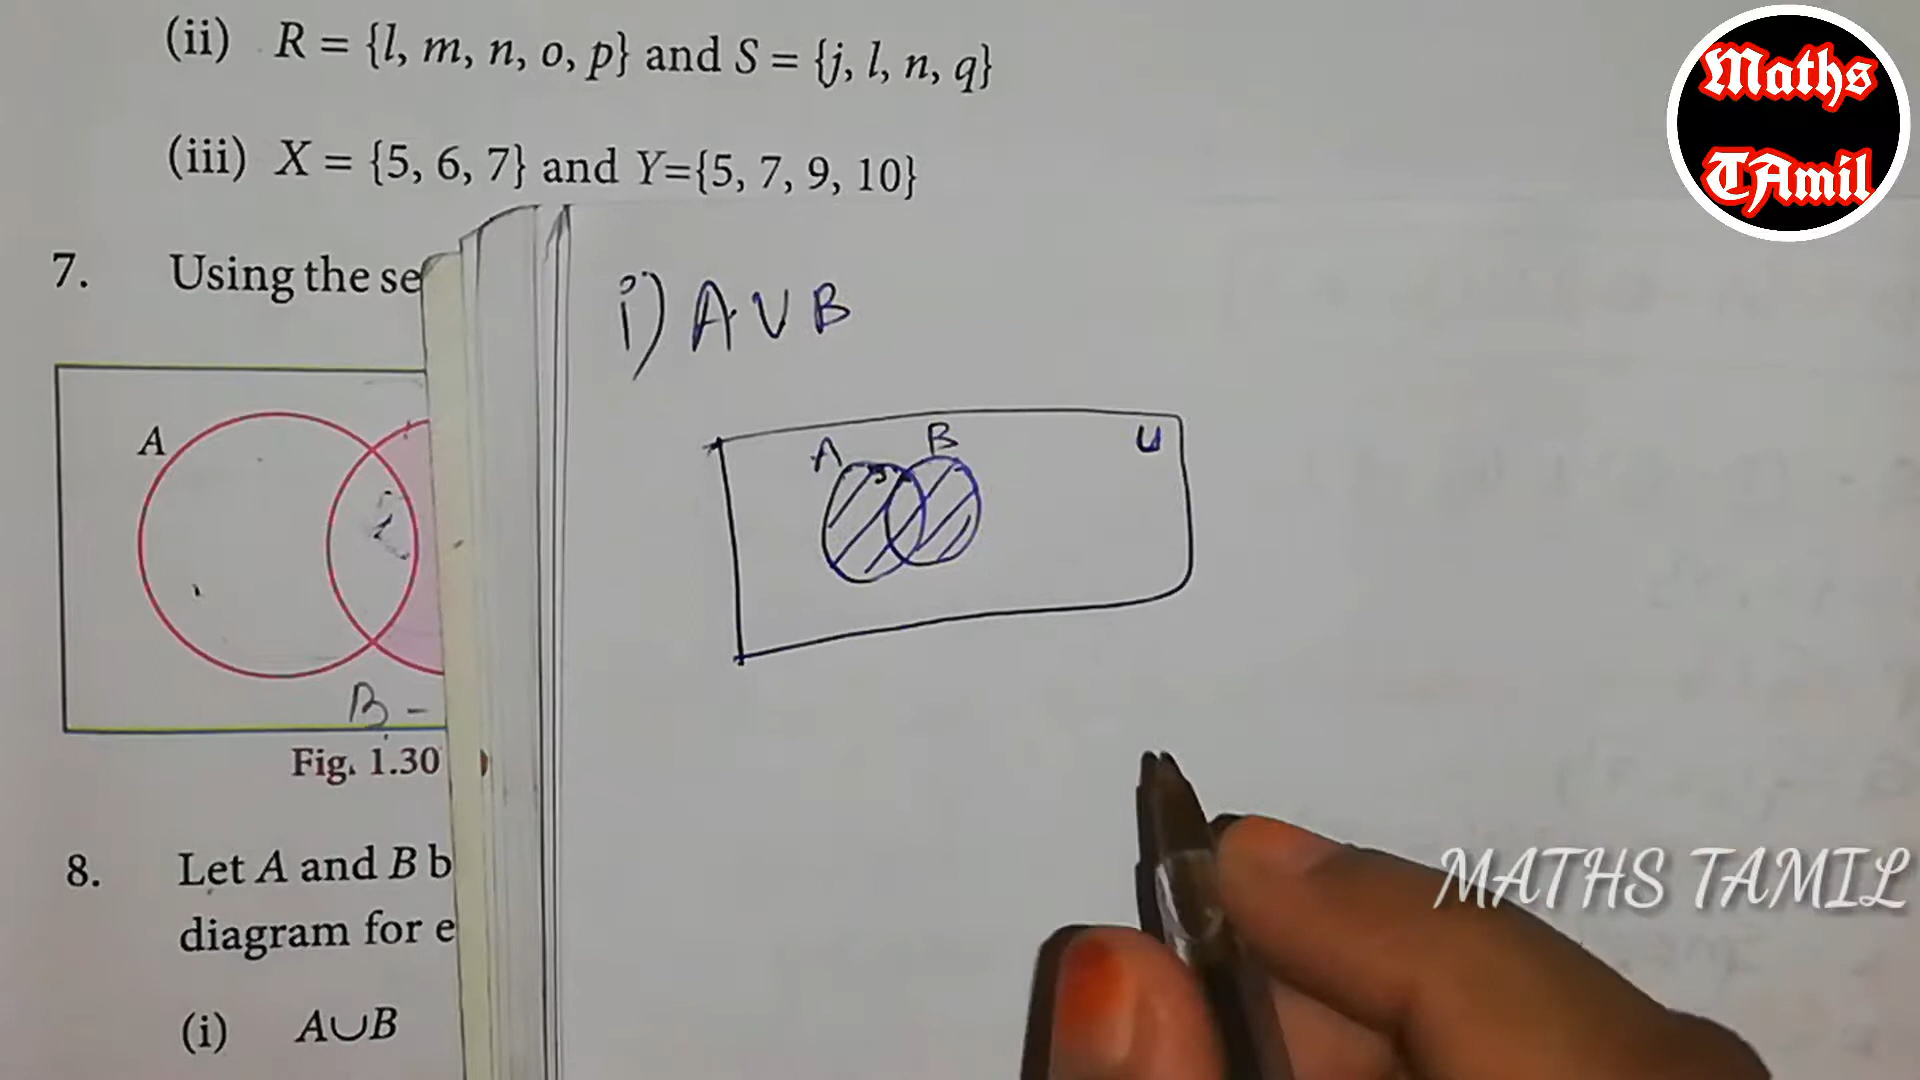 (ii) R = {l, m, n, o, p} and S = {j, l, n, q}
(iii) X = {5, 6, 7} and Y={5, 7, 9, 10}
Maths
TAmil
7. Using the se
i) A ∪ B
A
A B U
B -
Fig. 1.30
8. Let A and B b
diagram for e
(i) A∪B
MATHS TAMIL